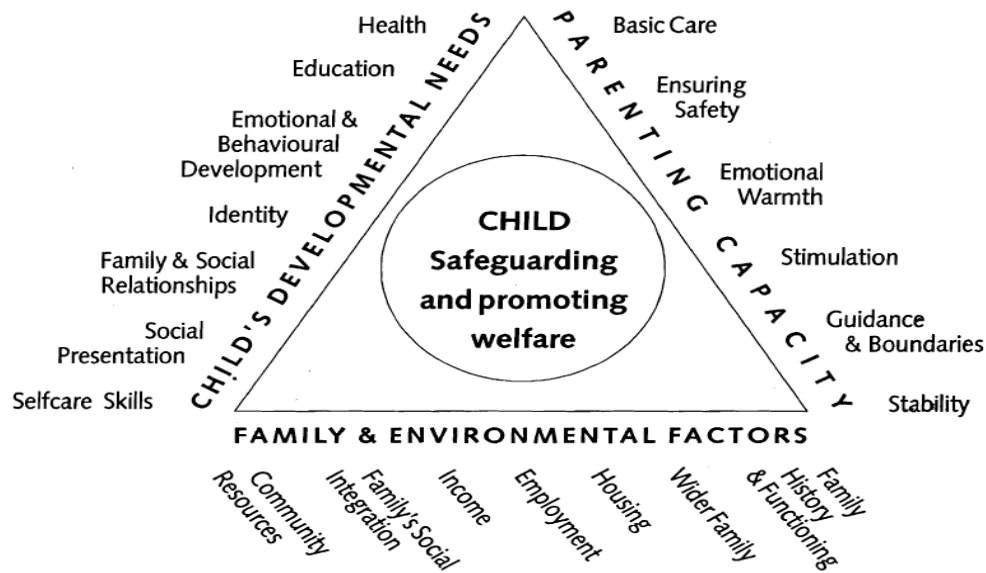 Health
Education
Emotional &
Behavioural
Development
Identity
Family & Social
Relationships
Social
Presentation
Selfcare Skills
CHILD'S DEVELOPMENTAL NEEDS
PARENTING CAPACITY
Basic Care
Ensuring
Safety
Emotional
Warmth
Stimulation
Guidance
& Boundaries
Stability
CHILD
Safeguarding
and promoting
welfare
FAMILY & ENVIRONMENTAL FACTORS
Community
Resources
Family's Social
Integration
Income
Employment
Housing
Wider Family
Family
History
& Functioning